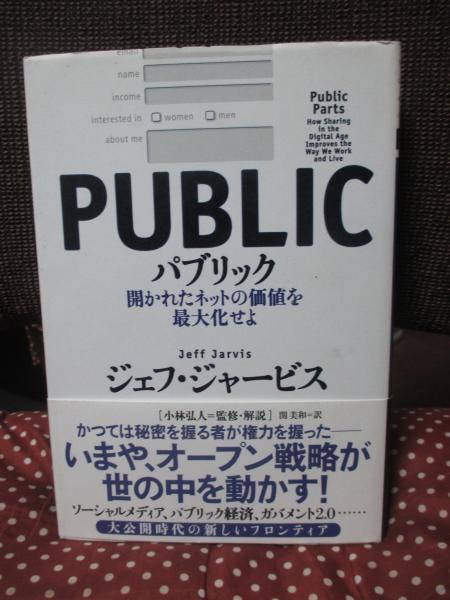 email
name
income
interested in women men
about me
Public
Parts
How Sharing
in the
Digital Age
Improves the
Way We Work
and Live
PUBLIC
パブリック
開かれたネットの価値を
最大化せよ
Jeff Jarvis
ジェフ・ジャービス
[小林弘人=監修・解説] 関美和=訳
かつては秘密を握る者が権力を握った──
いまや、オープン戦略が
世の中を動かす!
ソーシャルメディア、パブリック経済、ガバメント2.0……
大公開時代の新しいフロンティア